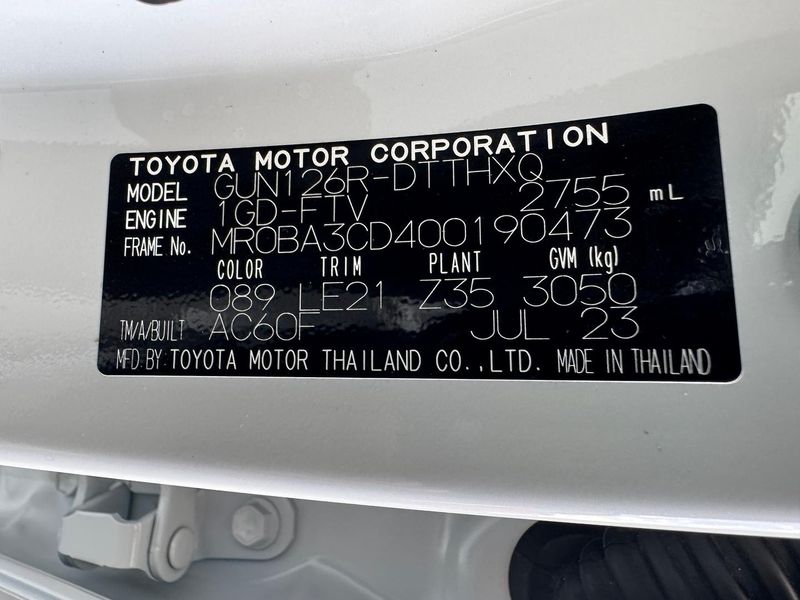 TOYOTA MOTOR CORPORATION
MODEL GUN126R-DTTHXQ
ENGINE 1GD-FTV 2755 mL
FRAME No. MR0BA3CD400190473
COLOR TRIM PLANT GVM (kg)
089 LE21 Z35 3050
TM/A/BUILT AC60F JUL 23
MFD.BY:TOYOTA MOTOR THAILAND CO.,LTD. MADE IN THAILAND